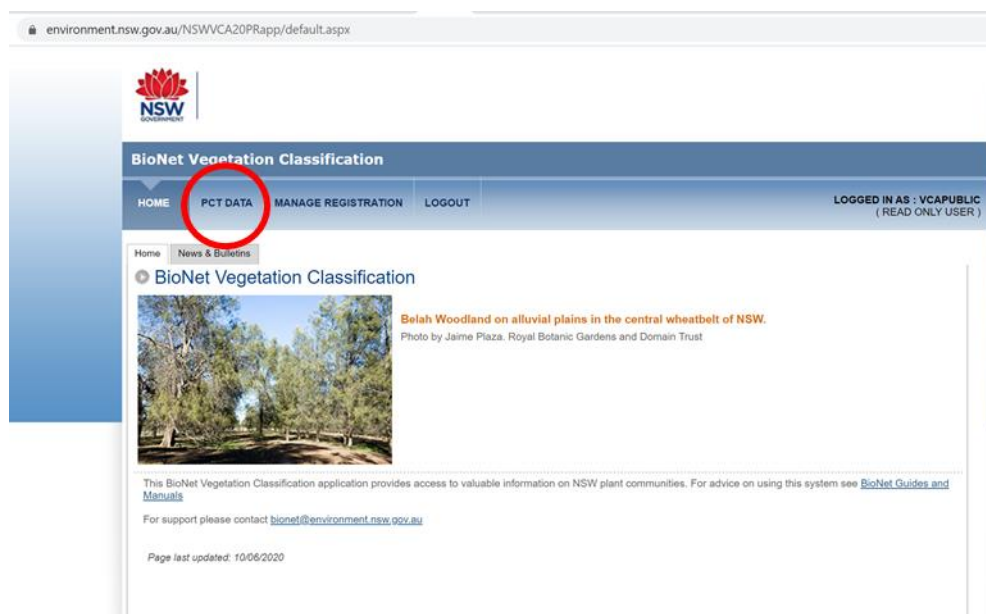 environment.nsw.gov.au/NSWVCA20PRapp/default.aspx
NSW
GOVERNMENT
BioNet Vegetation Classification
HOME PCT DATA MANAGE REGISTRATION LOGOUT
LOGGED IN AS : VCAPUBLIC
( READ ONLY USER )
Home News & Bulletins
BioNet Vegetation Classification
Belah Woodland on alluvial plains in the central wheatbelt of NSW.
Photo by Jaime Plaza. Royal Botanic Gardens and Domain Trust
This BioNet Vegetation Classification application provides access to valuable information on NSW plant communities. For advice on using this system see BioNet Guides and
Manuals
For support please contact bionet@environment.nsw.gov.au
Page last updated: 10/06/2020